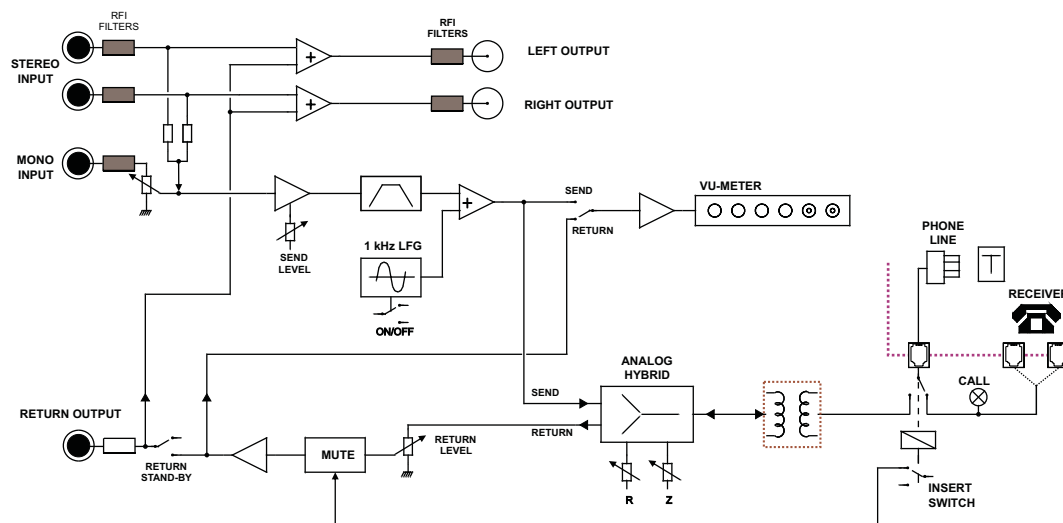 RFI
FILTERS
RFI
FILTERS
STEREO
INPUT
LEFT OUTPUT
RIGHT OUTPUT
MONO
INPUT
SEND
LEVEL
1 kHz LFG
ON/OFF
SEND
RETURN
VU-METER
PHONE
LINE
RECEIVER
ANALOG
HYBRID
CALL
SEND
RETURN
RETURN OUTPUT
RETURN
STAND-BY
MUTE
RETURN
LEVEL
R
Z
INSERT
SWITCH